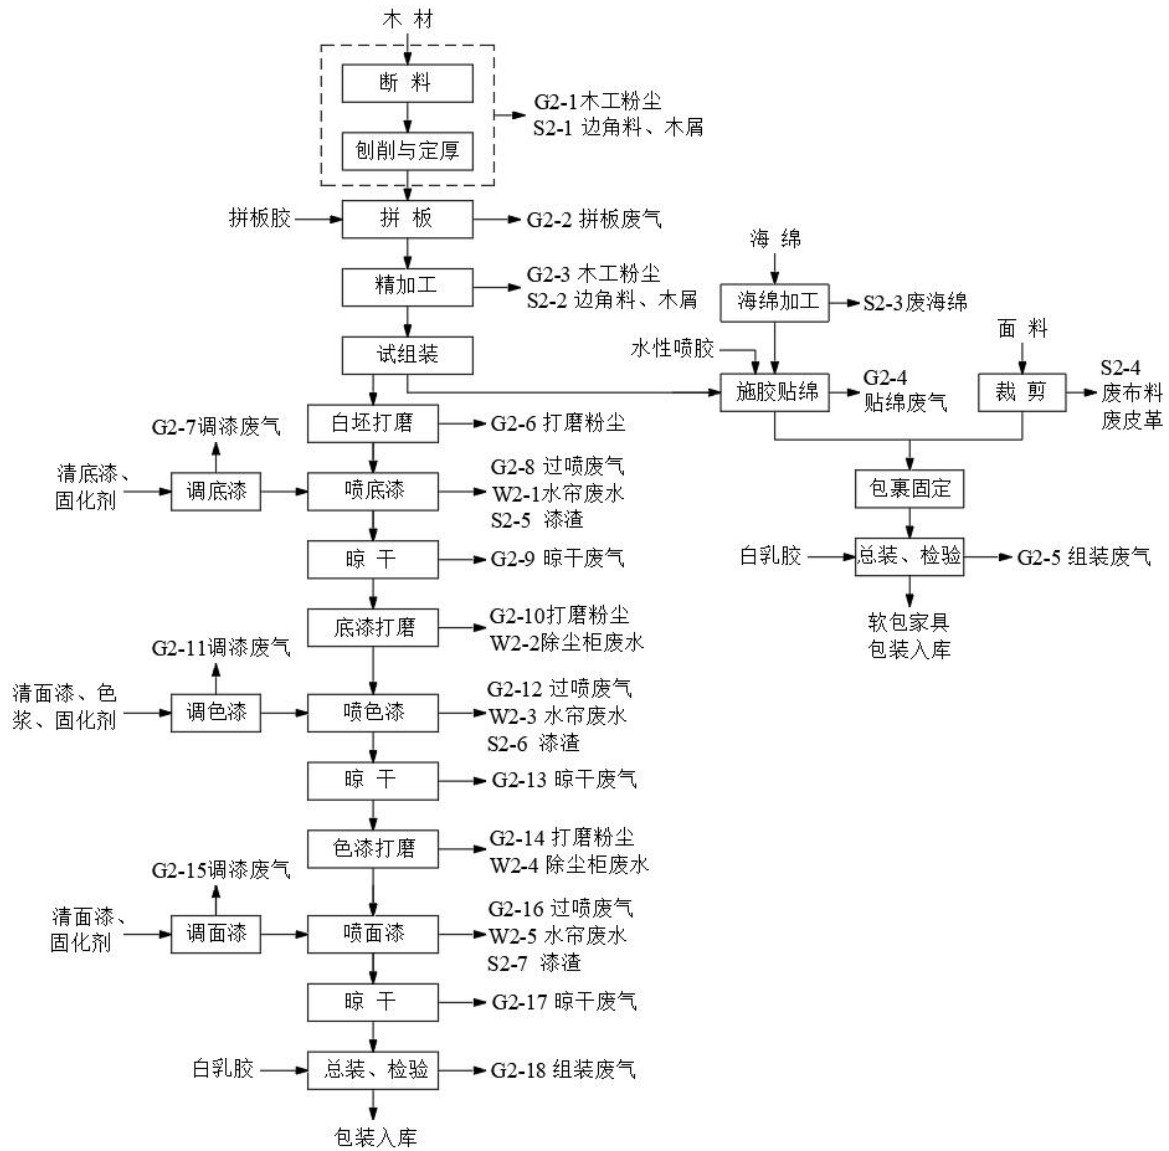 木 材
断 料
G2-1木工粉尘
S2-1 边角料、木屑
刨削与定厚
拼板胶
拼 板
G2-2 拼板废气
海 绵
精加工
G2-3 木工粉尘
S2-2 边角料、木屑
海绵加工
S2-3废海绵
面 料
试组装
水性喷胶
施胶贴绵
G2-4
贴绵废气
裁 剪
S2-4
废布料
废皮革
白坯打磨
G2-6 打磨粉尘
G2-7调漆废气
清底漆、
固化剂
调底漆
喷底漆
G2-8 过喷废气
W2-1水帘废水
S2-5 漆渣
包裹固定
晾 干
G2-9 晾干废气
白乳胶
总装、检验
G2-5 组装废气
软包家具
包装入库
底漆打磨
G2-10打磨粉尘
W2-2除尘柜废水
G2-11调漆废气
清面漆、色
浆、固化剂
调色漆
喷色漆
G2-12 过喷废气
W2-3 水帘废水
S2-6 漆渣
晾 干
G2-13 晾干废气
色漆打磨
G2-14 打磨粉尘
W2-4 除尘柜废水
G2-15调漆废气
清面漆、
固化剂
调面漆
喷面漆
G2-16 过喷废气
W2-5 水帘废水
S2-7 漆渣
晾 干
G2-17 晾干废气
白乳胶
总装、检验
G2-18 组装废气
包装入库